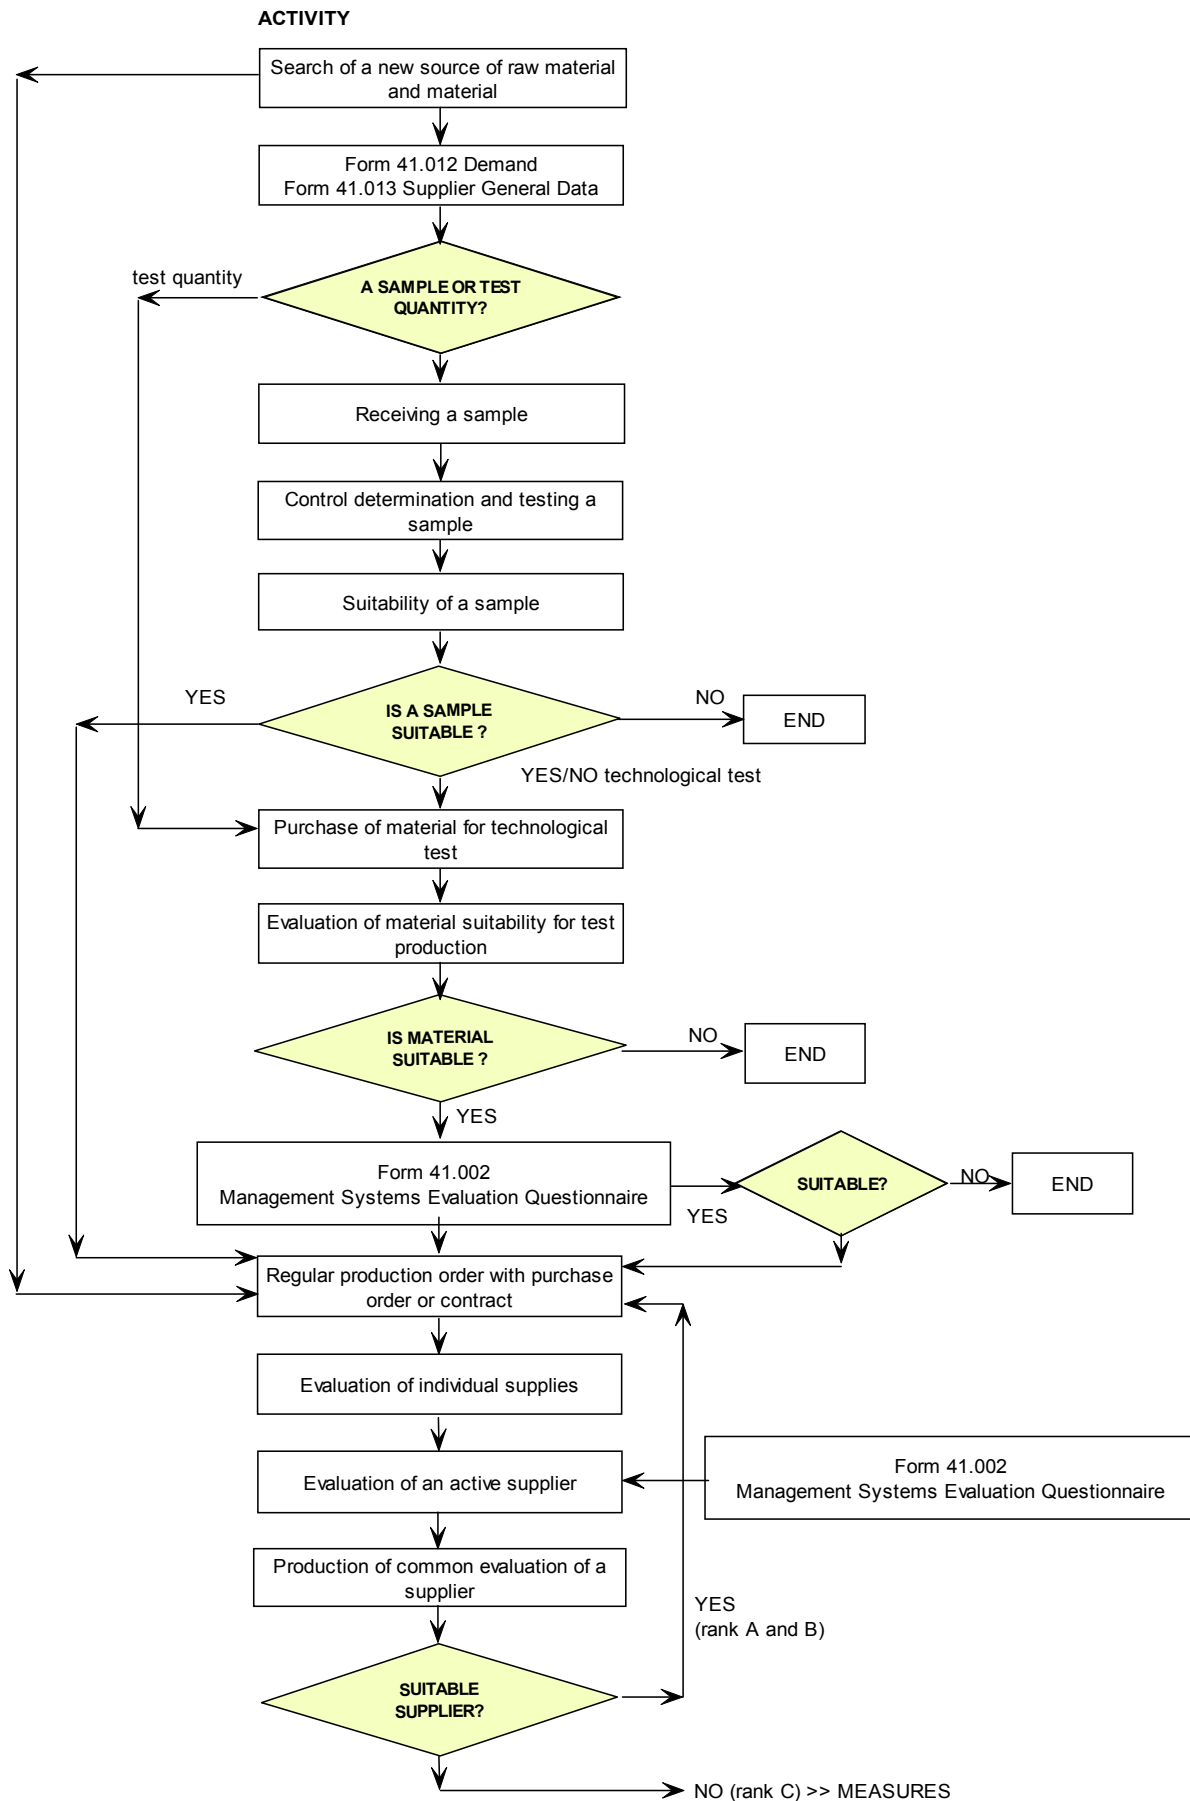 ACTIVITY
Search of a new source of raw material
and material
Form 41.012 Demand
Form 41.013 Supplier General Data
test quantity
A SAMPLE OR TEST
QUANTITY?
Receiving a sample
Control determination and testing a
sample
Suitability of a sample
YES
IS A SAMPLE
SUITABLE ?
NO
END
YES/NO technological test
Purchase of material for technological
test
Evaluation of material suitability for test
production
IS MATERIAL
SUITABLE ?
NO
END
YES
Form 41.002
Management Systems Evaluation Questionnaire
SUITABLE?
NO
END
YES
Regular production order with purchase
order or contract
Evaluation of individual supplies
Evaluation of an active supplier
Form 41.002
Management Systems Evaluation Questionnaire
Production of common evaluation of a
supplier
YES
(rank A and B)
SUITABLE
SUPPLIER?
NO (rank C) >> MEASURES